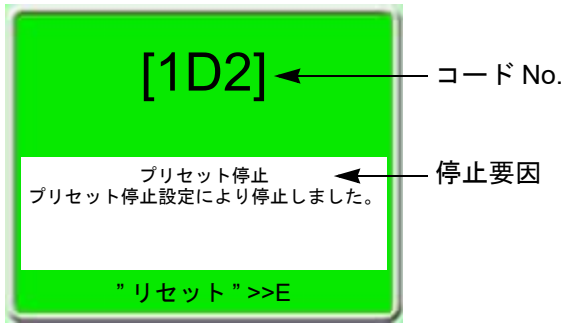 [1D2]
コード No.
プリセット停止
停止要因
プリセット停止設定により停止しました。
”リセット” >>E